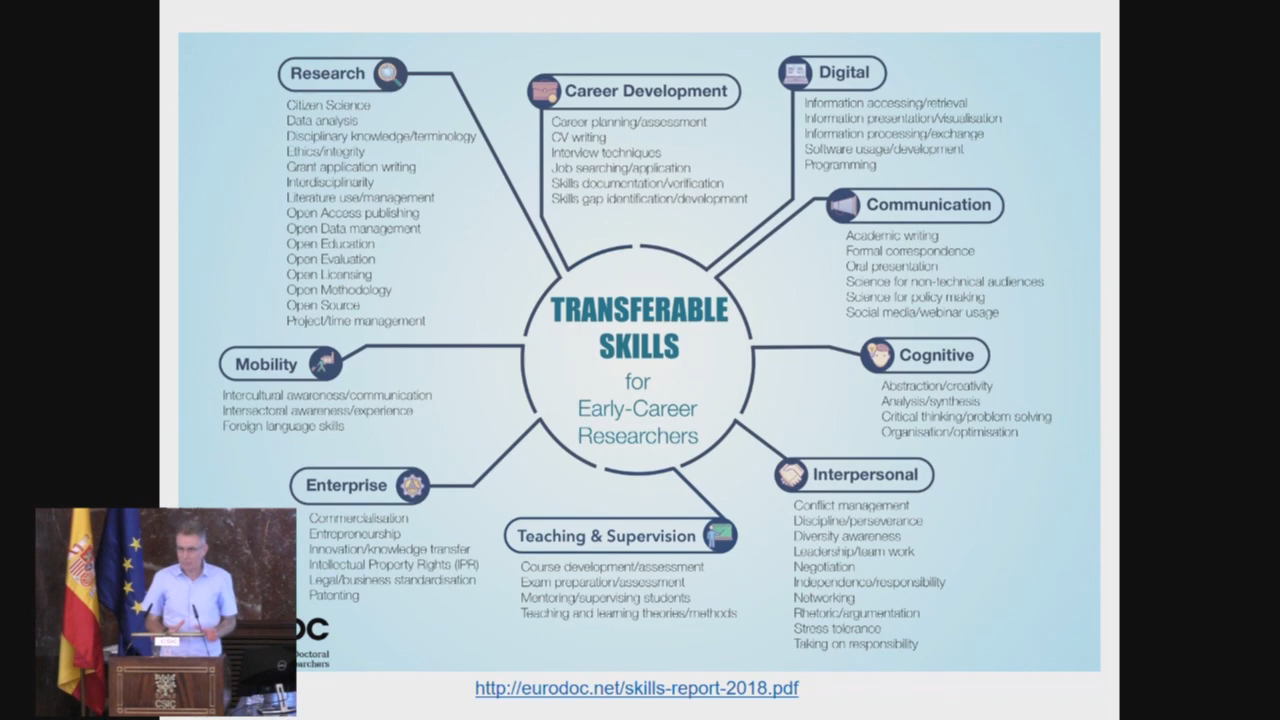 Research
Citizen Science
Data analysis
Disciplinary knowledge/terminology
Ethics/integrity
Grant application writing
Interdisciplinarity
Literature use/management
Open Access publishing
Open Data management
Open Education
Open Evaluation
Open Licensing
Open Methodology
Open Source
Project/time management
Career Development
Career planning/assessment
CV writing
Interview techniques
Job searching/application
Skills documentation/verification
Skills gap identification/development
Digital
Information accessing/retrieval
Information presentation/visualisation
Information processing/exchange
Software usage/development
Programming
Communication
Academic writing
Formal correspondence
Oral presentation
Science for non-technical audiences
Science for policy making
Social media/webinar usage
TRANSFERABLE
SKILLS
for
Early-Career
Researchers
Mobility
Intercultural awareness/communication
Intersectoral awareness/experience
Foreign language skills
Cognitive
Abstraction/creativity
Analysis/synthesis
Critical thinking/problem solving
Organisation/optimisation
Enterprise
Commercialisation
Entrepreneurship
Innovation/knowledge transfer
Intellectual Property Rights (IPR)
Legal/business standardisation
Patenting
Teaching & Supervision
Course development/assessment
Exam preparation/assessment
Mentoring/supervising students
Teaching and learning theories/methods
Interpersonal
Conflict management
Discipline/perseverance
Diversity awareness
Leadership/team work
Negotiation
Independence/responsibility
Networking
Rhetoric/argumentation
Stress tolerance
Taking on responsibility
OC
Doctoral
archers
CSIC
http://eurodoc.net/skills-report-2018.pdf